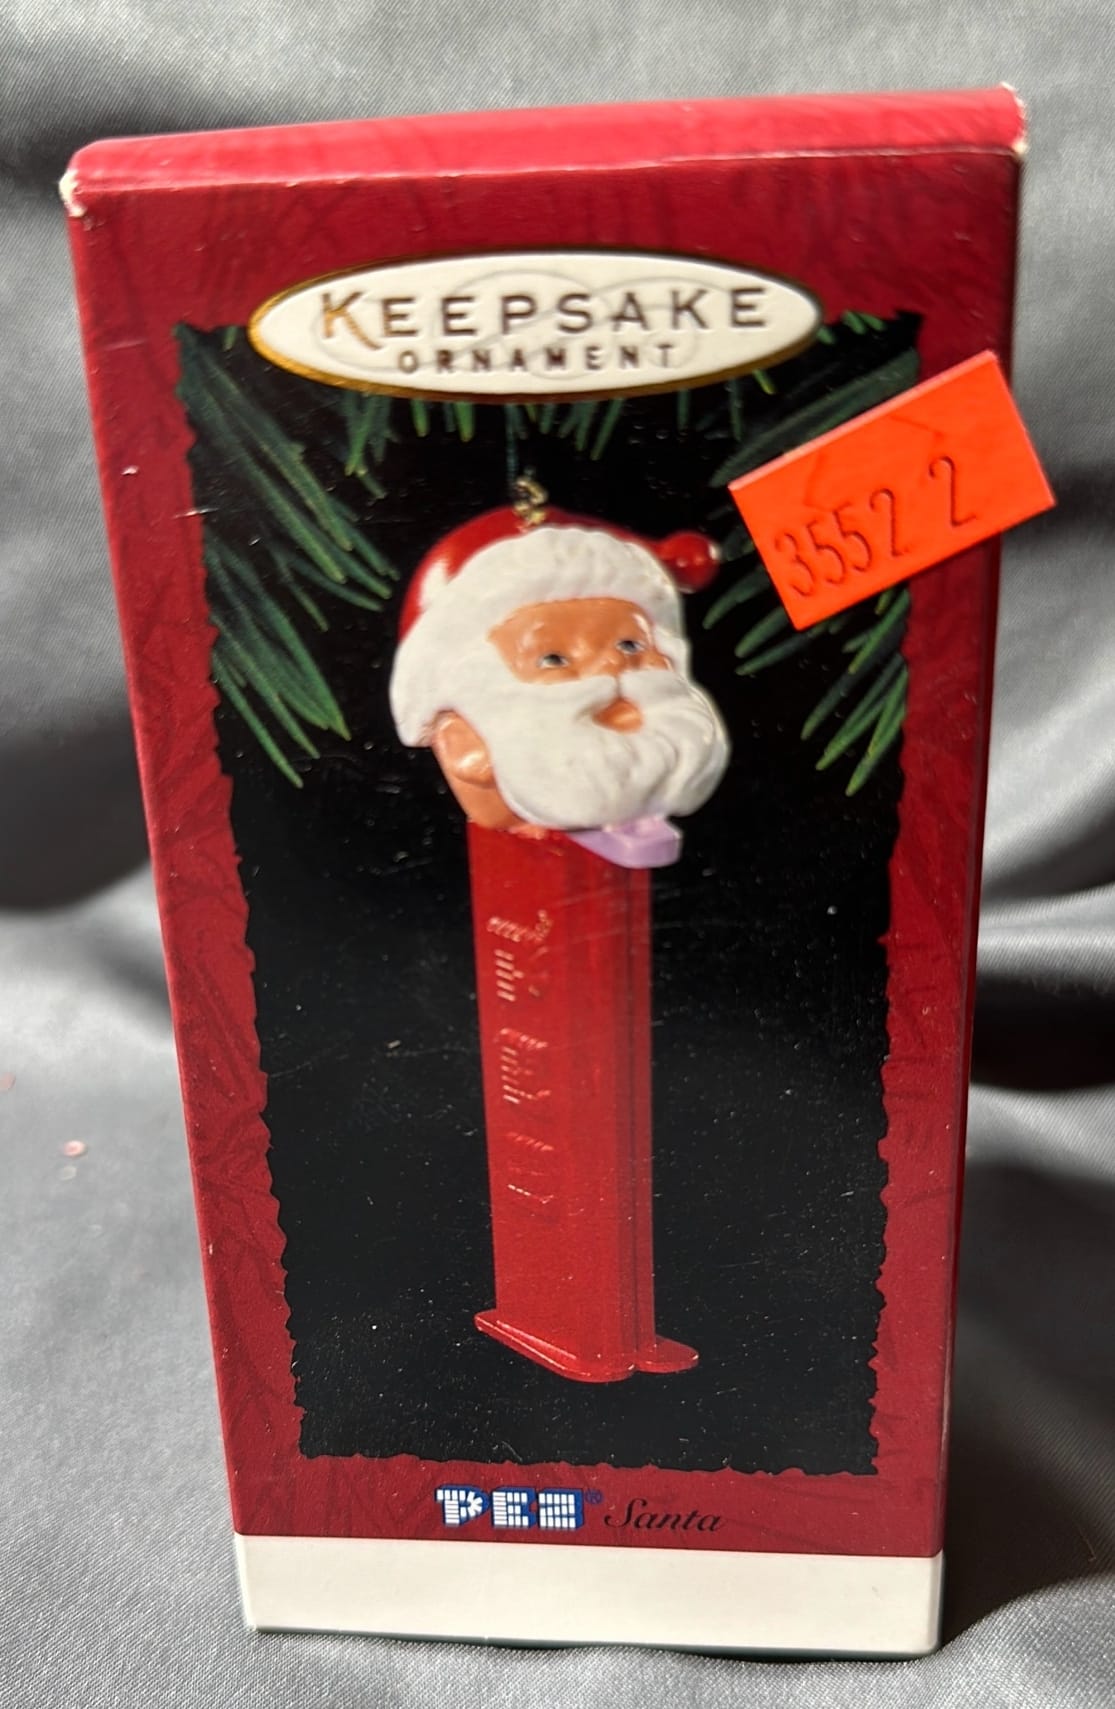 KEEPSAKE
ORNAMENT
3552 2
PEZ® Santa